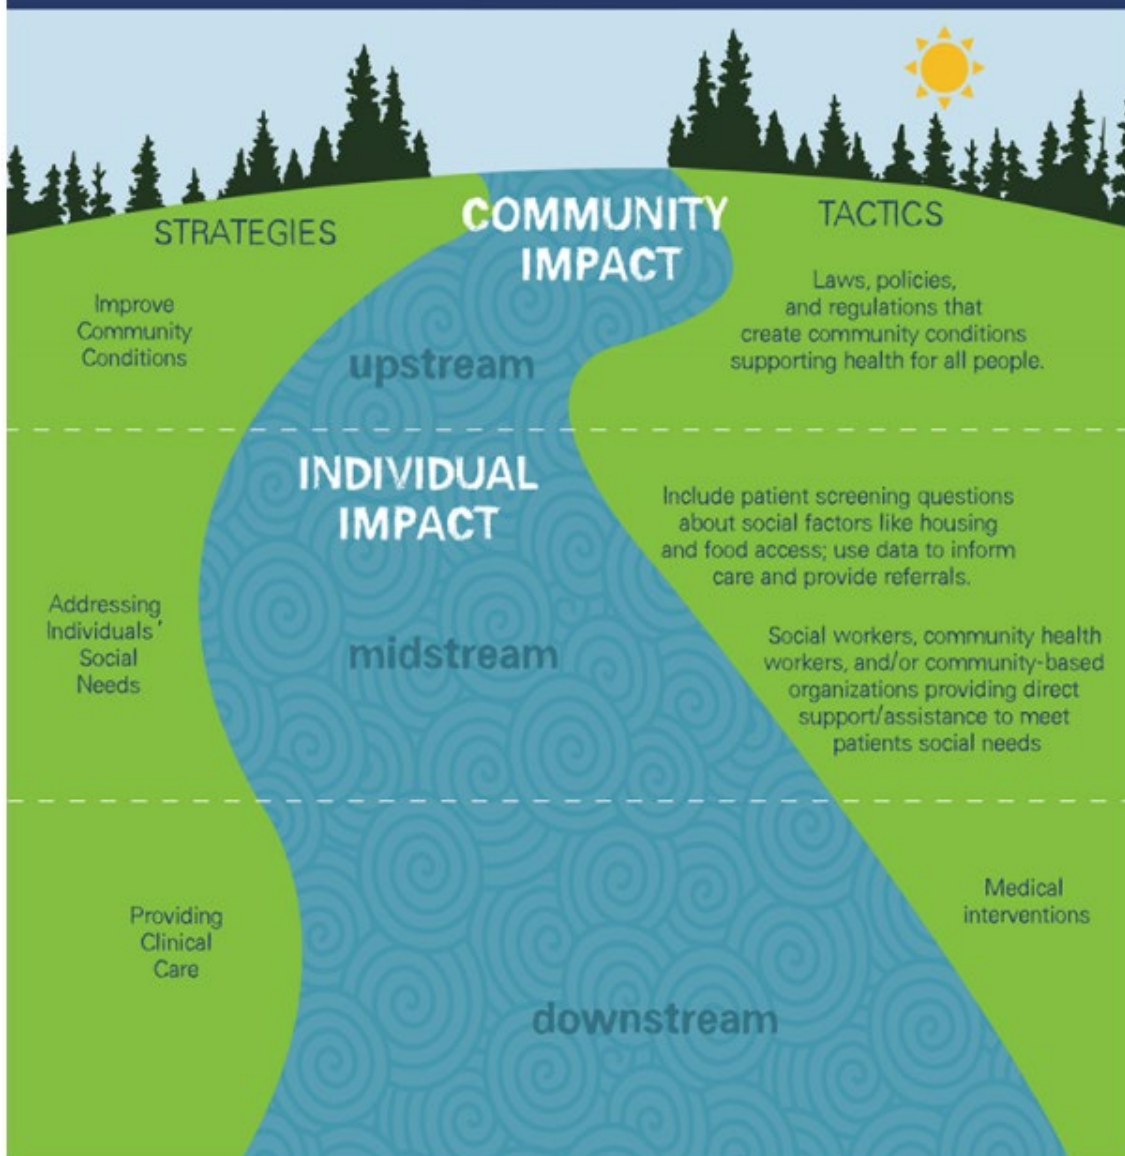 STRATEGIES
COMMUNITY
IMPACT
TACTICS
Improve
Community
Conditions
upstream
Laws, policies,
and regulations that
create community conditions
supporting health for all people.
INDIVIDUAL
IMPACT
Addressing
Individuals'
Social
Needs
midstream
Include patient screening questions
about social factors like housing
and food access; use data to inform
care and provide referrals.
Social workers, community health
workers, and/or community-based
organizations providing direct
support/assistance to meet
patients social needs
Providing
Clinical
Care
downstream
Medical
interventions